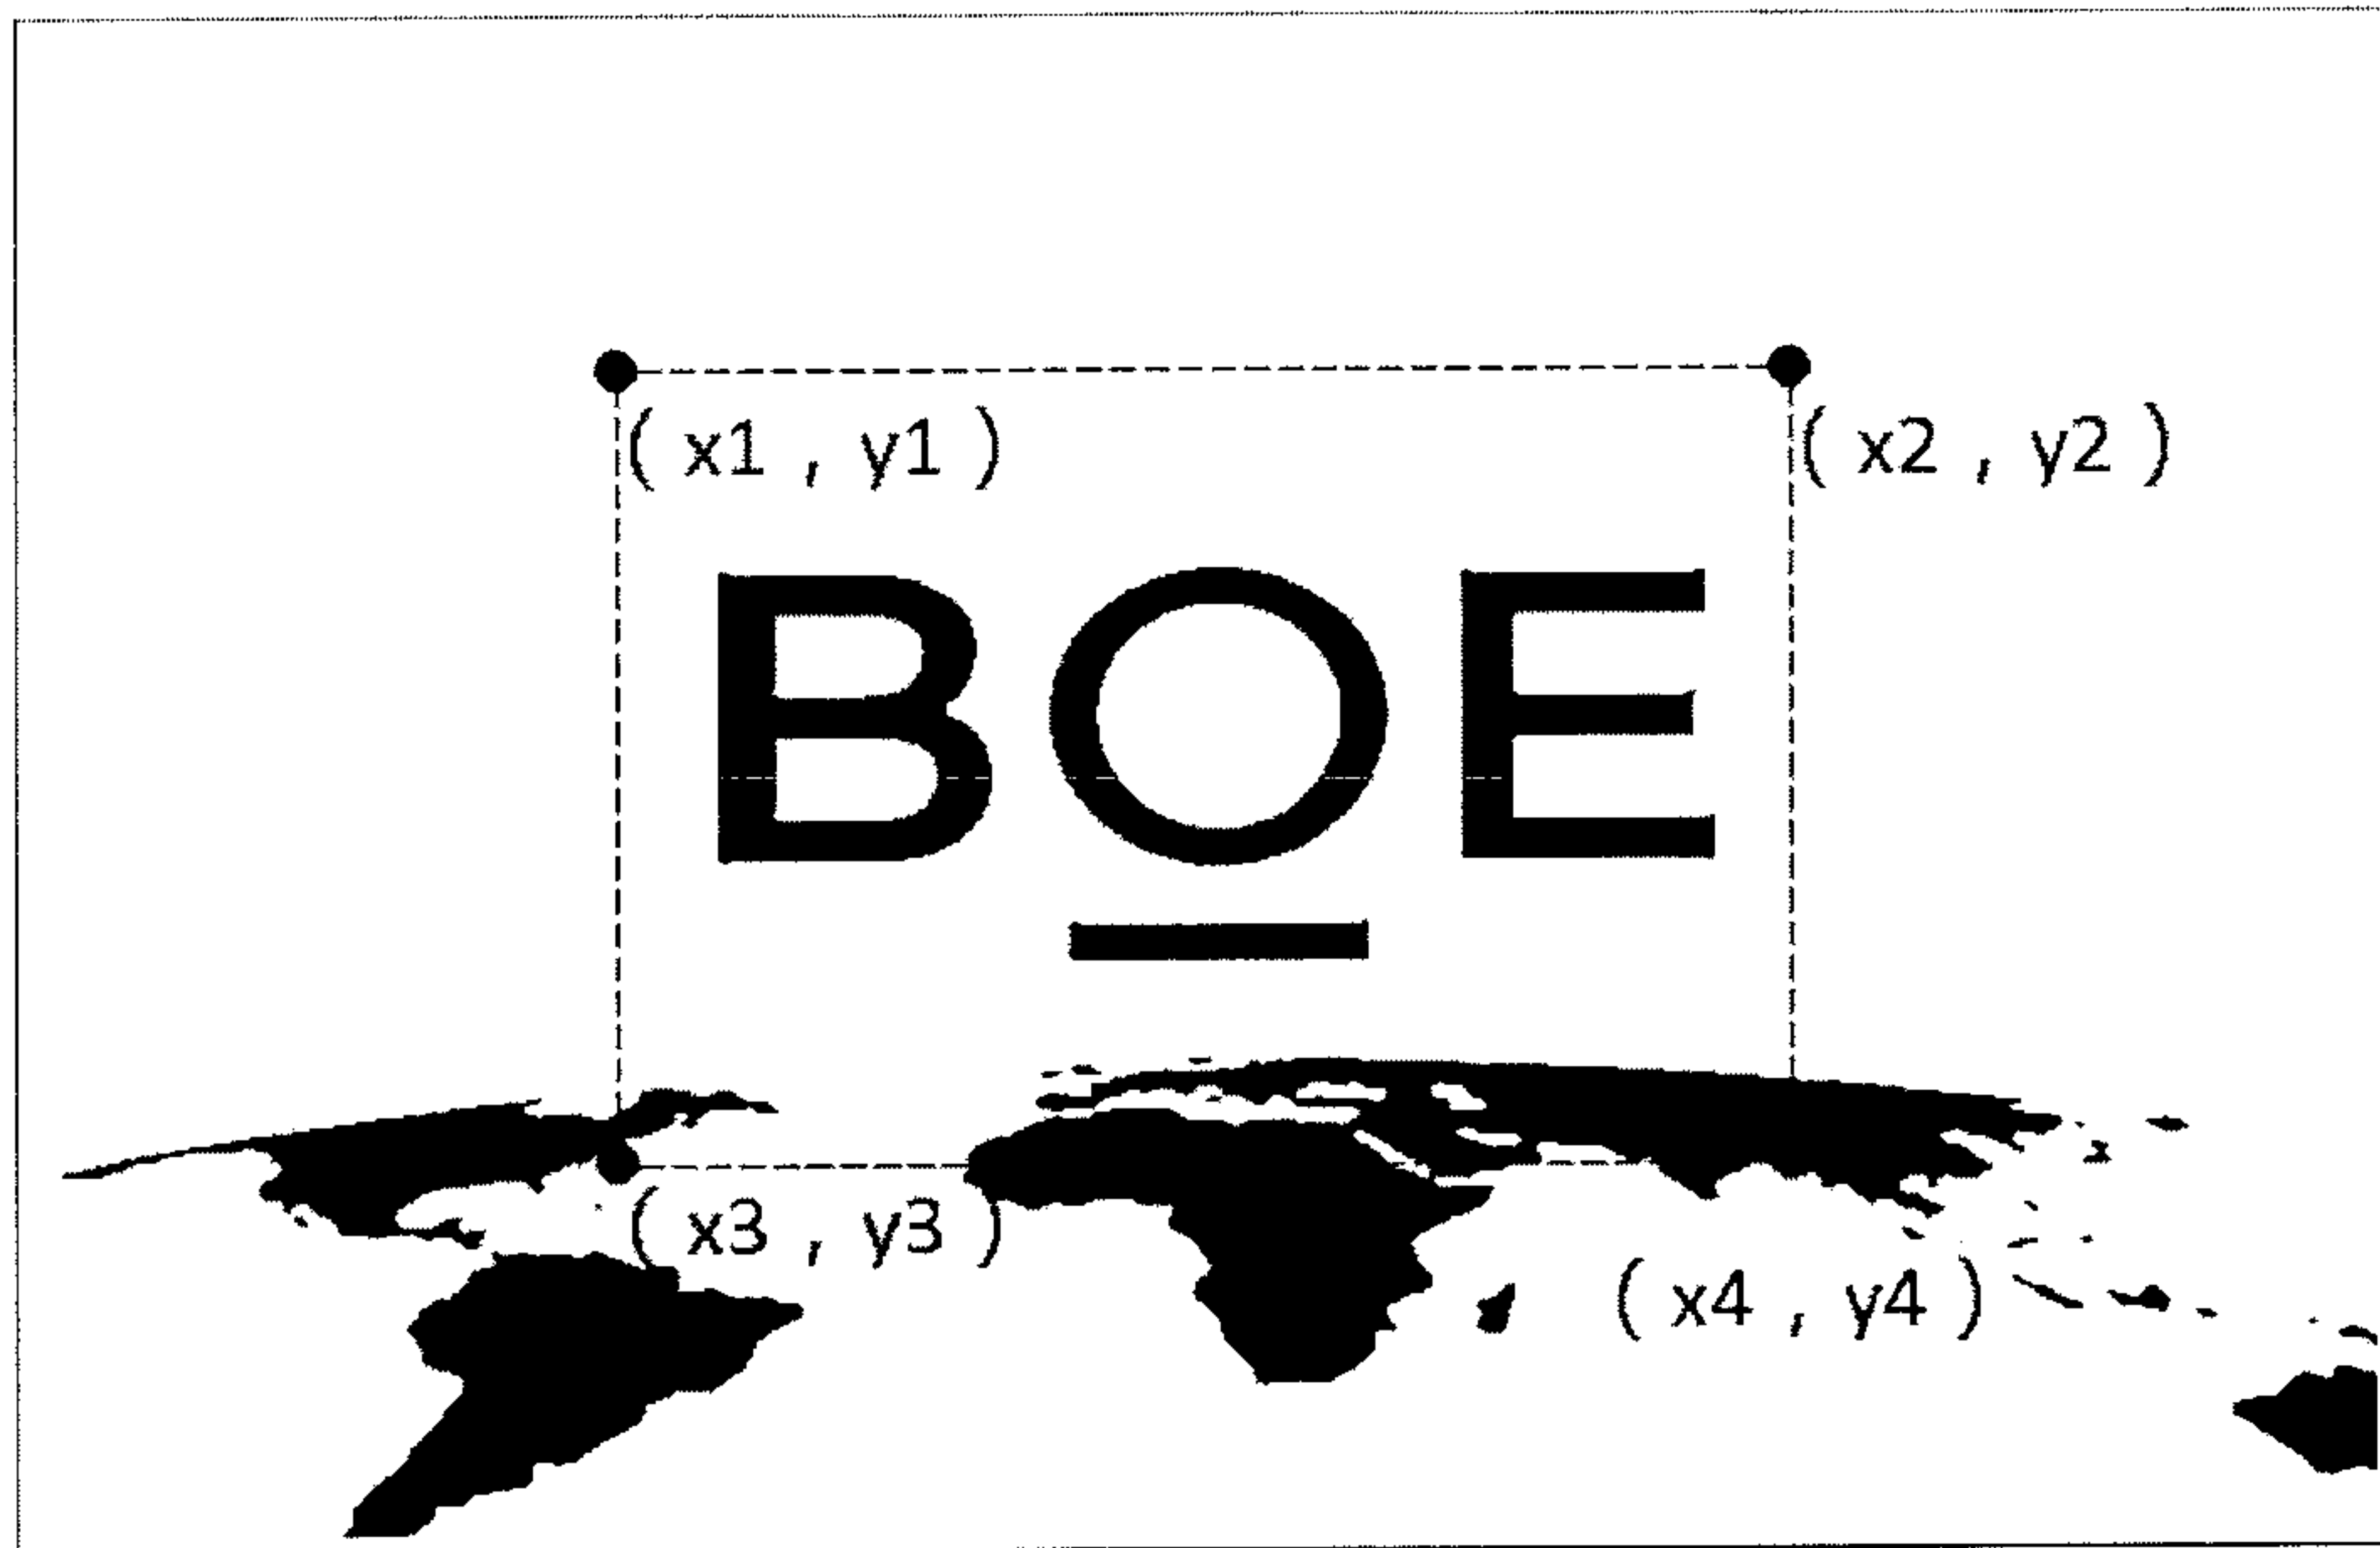 ( x1 , y1 ) ( x2 , y2 )
BOE
( x3 , y3 )
( x4 , y4 )